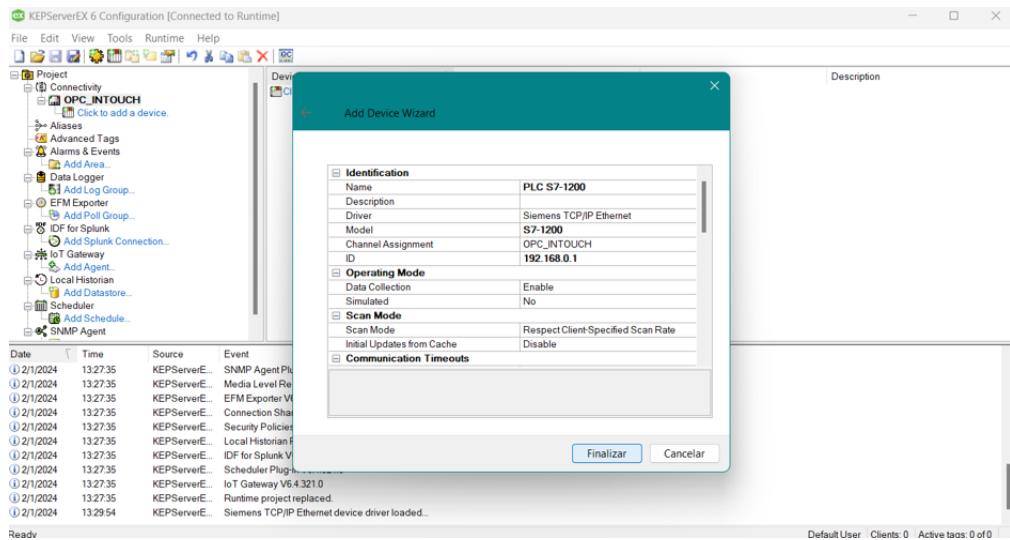 KEPServerEX 6 Configuration [Connected to Runtime]
File Edit View Tools Runtime Help
Project
Connectivity
OPC_INTOUCH
Click to add a device.
Aliases
Advanced Tags
Alarms & Events
Add Area...
Data Logger
Add Log Group...
EFM Exporter
Add Poll Group...
IDF for Splunk
Add Splunk Connection...
IoT Gateway
Add Agent...
Local Historian
Add Datastore...
Scheduler
Add Schedule...
SNMP Agent
Description
Add Device Wizard
Identification
Name PLC S7-1200
Description
Driver Siemens TCP/IP Ethernet
Model S7-1200
Channel Assignment OPC_INTOUCH
ID 192.168.0.1
Operating Mode
Data Collection Enable
Simulated No
Scan Mode
Scan Mode Respect Client-Specified Scan Rate
Initial Updates from Cache Disable
Communication Timeouts
Finalizar Cancelar
Date Time Source Event
2/1/2024 13:27:35 KEPServerE... SNMP Agent
2/1/2024 13:27:35 KEPServerE... Media Level
2/1/2024 13:27:35 KEPServerE... EFM Exporter
2/1/2024 13:27:35 KEPServerE... Connection
2/1/2024 13:27:35 KEPServerE... Security Policies
2/1/2024 13:27:35 KEPServerE... Local Historian
2/1/2024 13:27:35 KEPServerE... IDF for Splunk
2/1/2024 13:27:35 KEPServerE... Scheduler
2/1/2024 13:27:35 KEPServerE... IoT Gateway V6.4.321.0
2/1/2024 13:27:35 KEPServerE... Runtime project replaced.
2/1/2024 13:29:54 KEPServerE... Siemens TCP/IP Ethernet device driver loaded...
Ready Default User Clients: 0 Active tags: 0 of 0